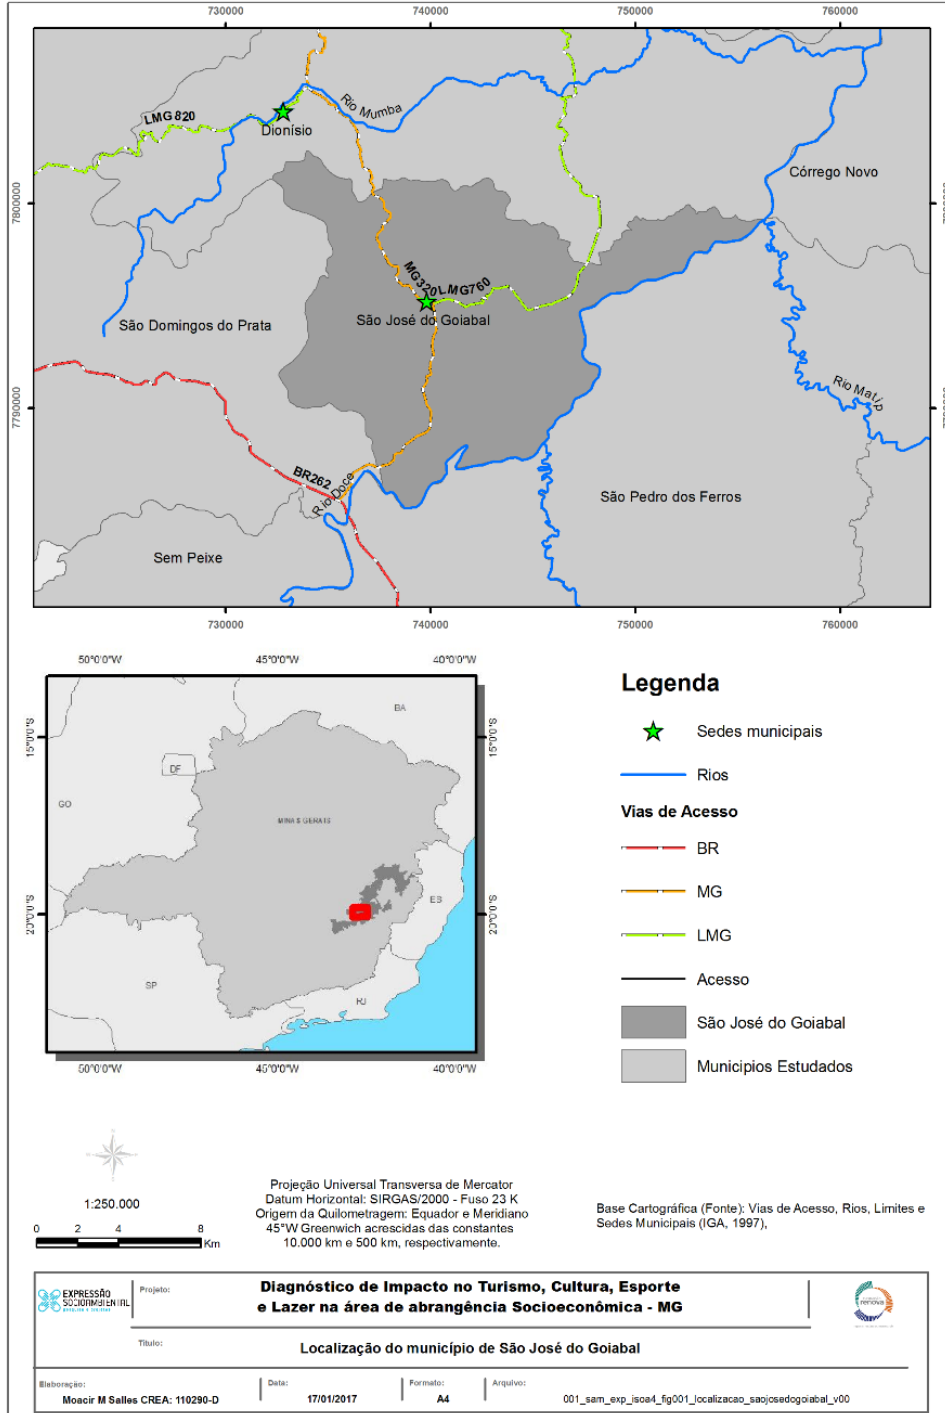 730000 740000 750000 760000
LMG 820
Rio Mumba
Dionísio
Córrego Novo
7800000
MG320LMG760
São José do Goiabal
São Domingos do Prata
Rio Matip
7790000
BR262
Rio Doce
São Pedro dos Ferros
Sem Peixe
730000 740000 750000 760000
50°0'0"W 45°0'0"W 40°0'0"W
BA
15°0'0"S 15°0'0"S
DF
GO
MINAS GERAIS
ES
20°0'0"S 20°0'0"S
SP
RJ
50°0'0"W 45°0'0"W 40°0'0"W
Legenda
Sedes municipais
Rios
Vias de Acesso
BR
MG
LMG
Acesso
São José do Goiabal
Municipios Estudados
1:250.000
0 2 4 8
Km
Projeção Universal Transversa de Mercator
Datum Horizontal: SIRGAS/2000 - Fuso 23 K
Origem da Quilometragem: Equador e Meridiano
45°W Greenwich acrescidas das constantes
10.000 km e 500 km, respectivamente.
Base Cartográfica (Fonte): Vias de Acesso, Rios, Limites e
Sedes Municipais (IGA, 1997),
EXPRESSÃO
SOCIOAMBIENTAL
Projeto:
Diagnóstico de Impacto no Turismo, Cultura, Esporte
e Lazer na área de abrangência Socioeconômica - MG
renova
Título:
Localização do município de São José do Goiabal
Elaboração:
Moacir M Salles CREA: 110290-D
Data:
17/01/2017
Formato:
A4
Arquivo:
001_sam_exp_isoa4_fig001_localizacao_saojosedogoiabal_v00